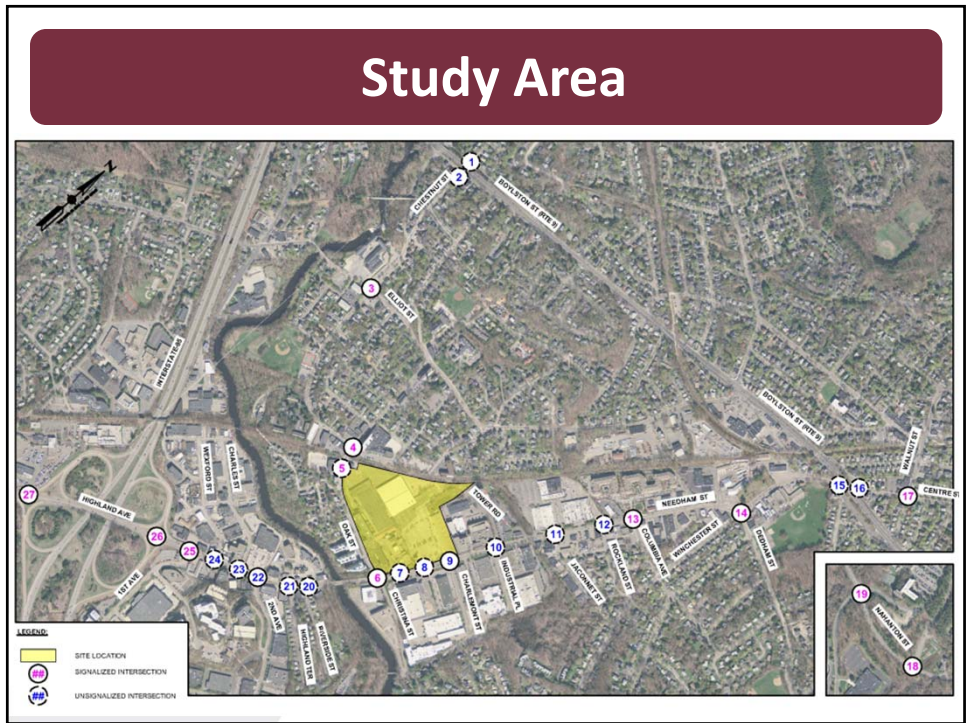 Study Area
N
1
2
CHESTNUT ST
BOYLSTON ST (RTE 9)
3
ELLIOT ST
INTERSTATE 95
BOYLSTON ST (RTE 9)
WALNUT ST
4
5
WEXFORD ST
CHARLES ST
27
HIGHLAND AVE
TOWER RD
NEEDHAM ST
15
16
17
CENTRE ST
26
25
24
23
22
21
20
1ST AVE
2ND AVE
HIGHLAND TER
RIVERSIDE ST
OAK ST
6
7
8
9
10
11
12
13
14
CHRISTINA ST
CHARLEMONT ST
INDUSTRIAL PL
JACONNET ST
ROCKLAND ST
COLUMBIA AVE
WINCHESTER ST
DEDHAM ST
19
NAHANTON ST
18
LEGEND:
SITE LOCATION
## SIGNALIZED INTERSECTION
## UNSIGNALIZED INTERSECTION